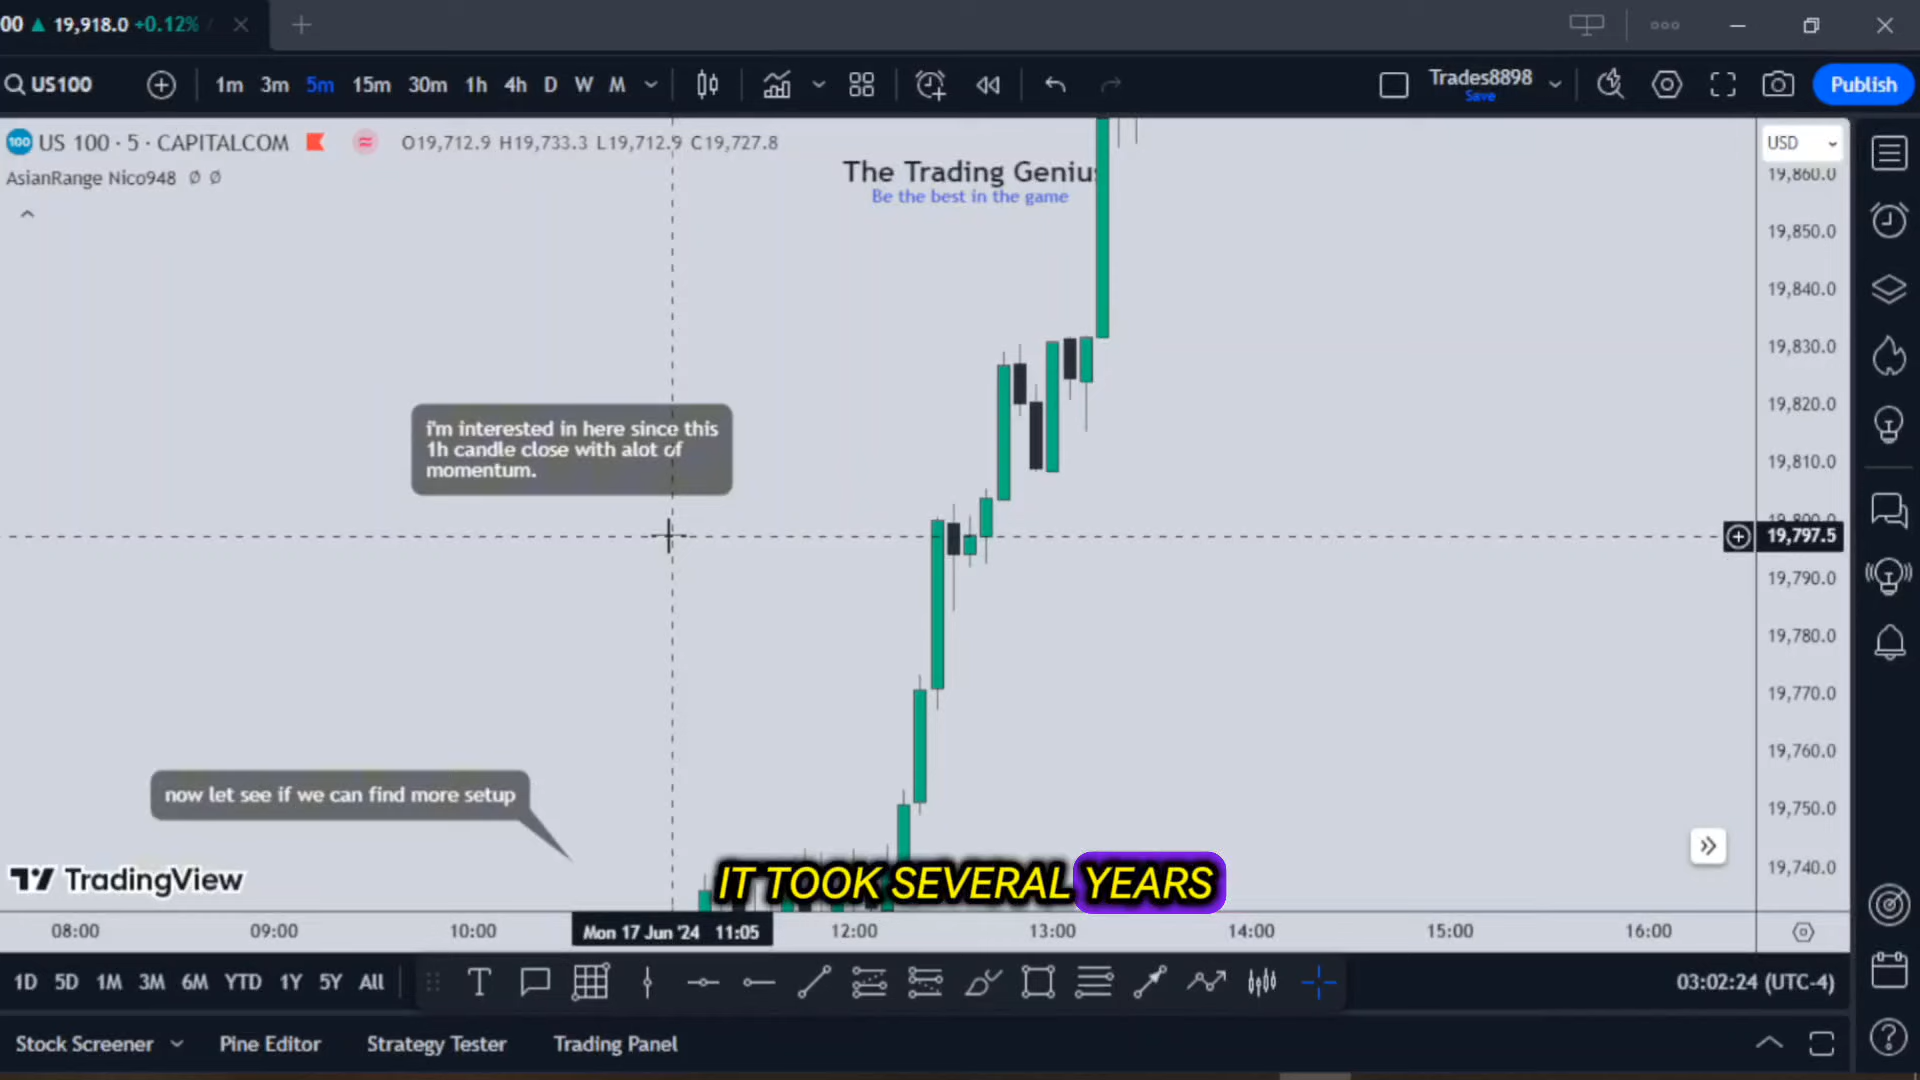 00 ▲ 19,918.0 +0.12%
US100 1m 3m 5m 15m 30m 1h 4h D W M Trades8898 Save Publish
100 US 100 · 5 · CAPITALCOM O19,712.9 H19,733.3 L19,712.9 C19,727.8 USD
AsianRange Nico948 Ø Ø
The Trading Genius
Be the best in the game
19,860.0
19,850.0
19,840.0
19,830.0
19,820.0
19,810.0
19,800.0
19,797.5
19,790.0
19,780.0
19,770.0
19,760.0
19,750.0
19,740.0
i'm interested in here since this
1h candle close with alot of
momentum.
now let see if we can find more setup
TradingView
IT TOOK SEVERAL YEARS
08:00 09:00 10:00 Mon 17 Jun '24 11:05 12:00 13:00 14:00 15:00 16:00
1D 5D 1M 3M 6M YTD 1Y 5Y All 03:02:24 (UTC-4)
Stock Screener Pine Editor Strategy Tester Trading Panel